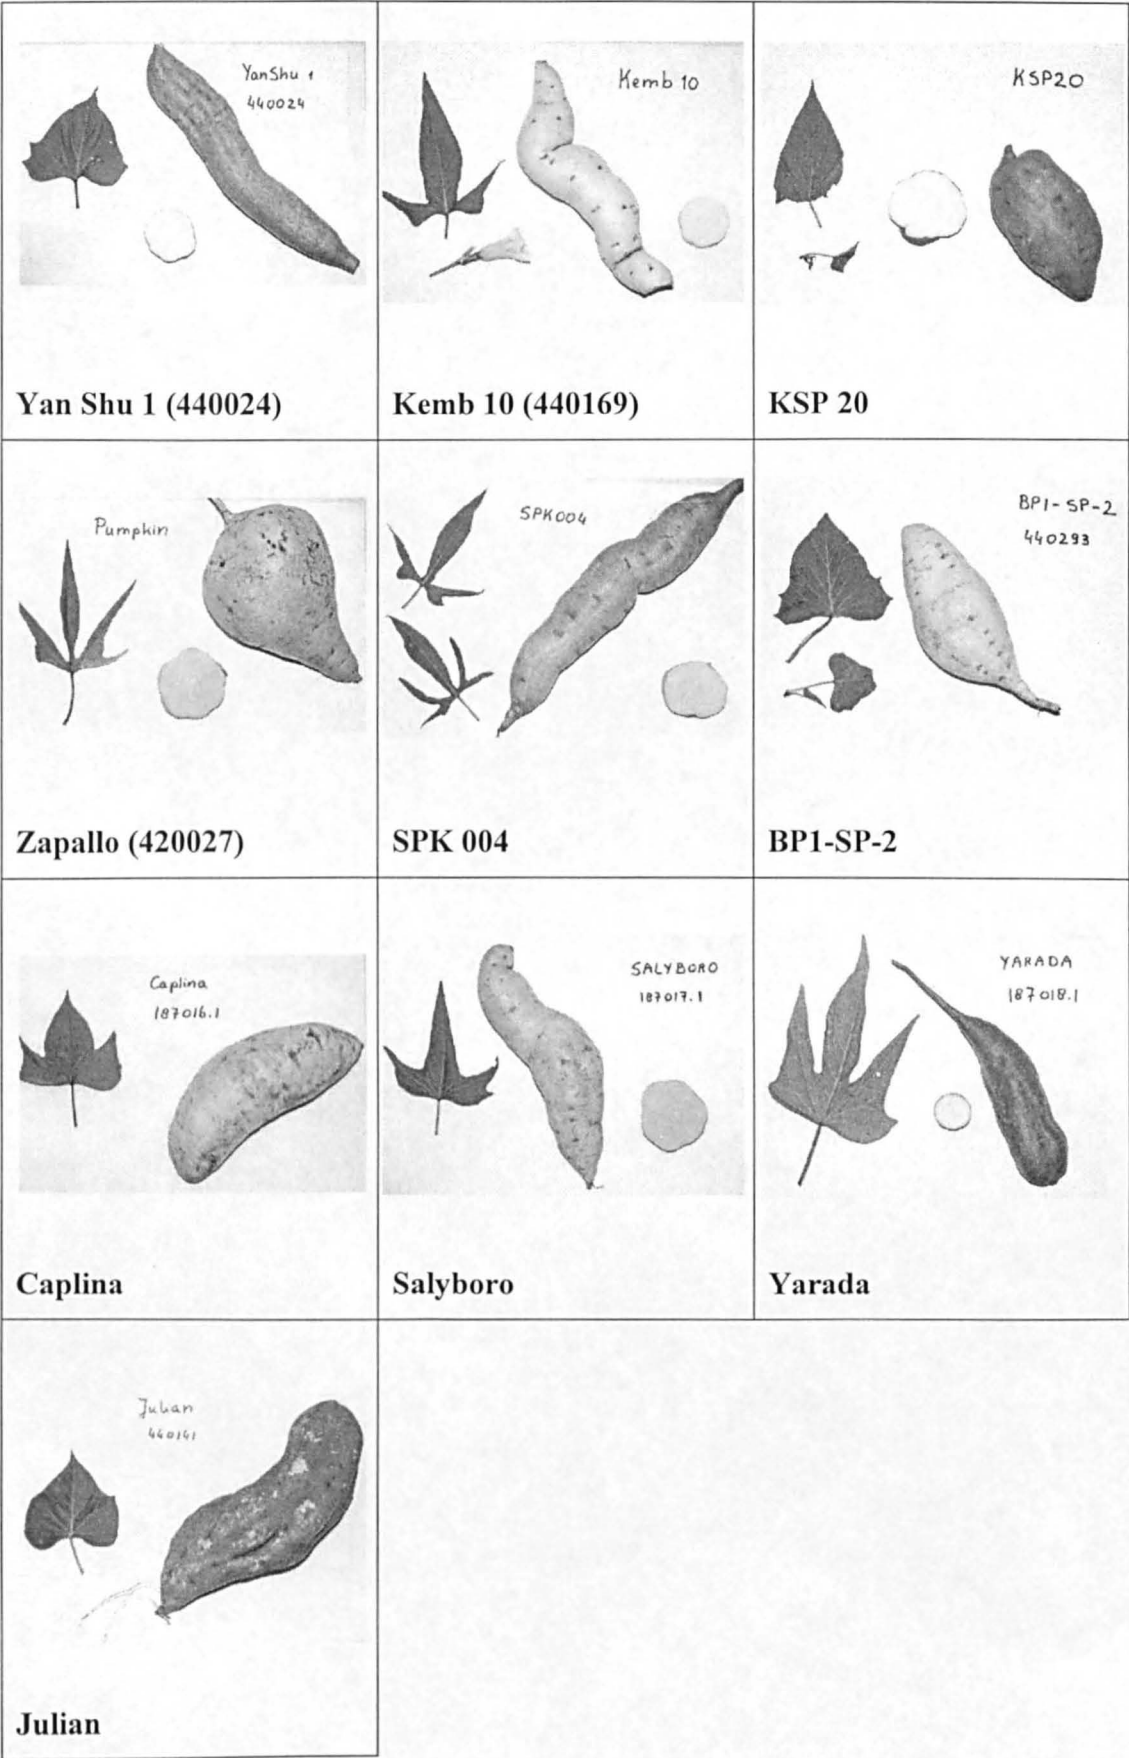 YanShu 1
440024
Yan Shu 1 (440024)
Kemb 10
Kemb 10 (440169)
KSP20
KSP 20
Pumpkin
Zapallo (420027)
SPK004
SPK 004
BP1-SP-2
440293
BP1-SP-2
Caplina
187016.1
Caplina
SALYBORO
187017.1
Salyboro
YARADA
187018.1
Yarada
Julian
440141
Julian